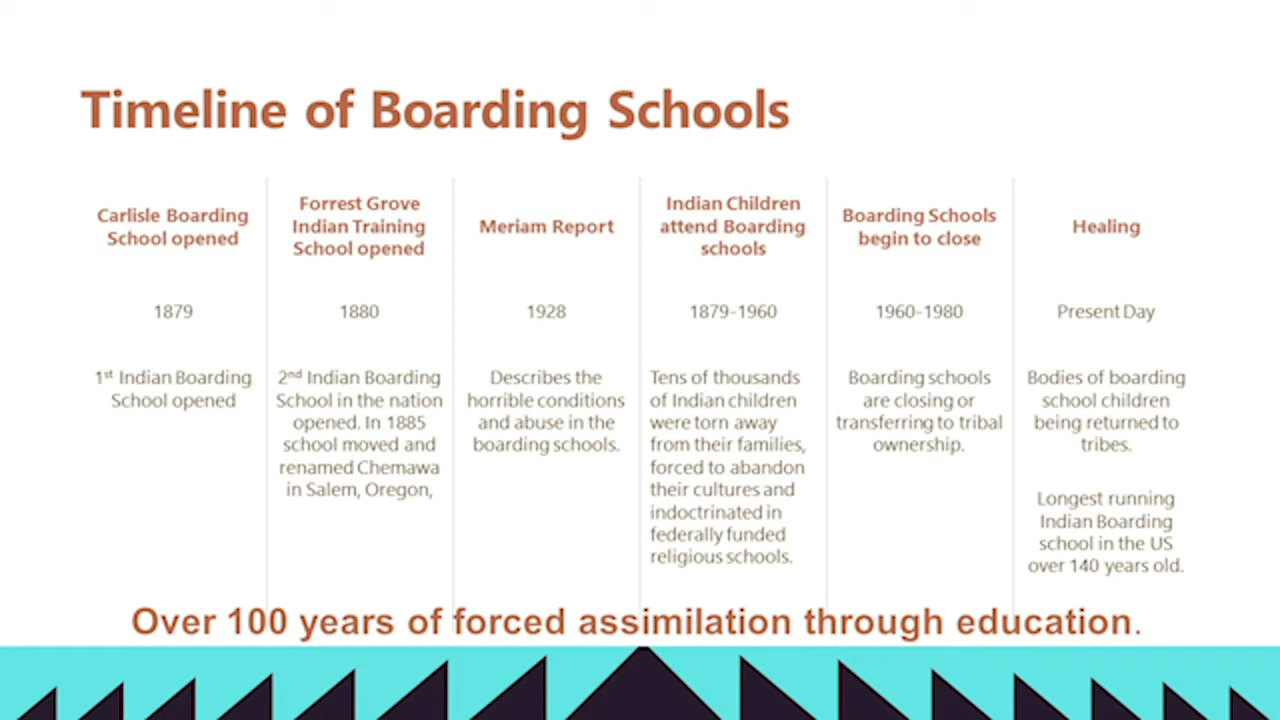 Timeline of Boarding Schools
Carlisle Boarding
School opened
1879
1st Indian Boarding
School opened
Forrest Grove
Indian Training
School opened
1880
2nd Indian Boarding
School in the nation
opened. In 1885
school moved and
renamed Chemawa
in Salem, Oregon,
Meriam Report
1928
Describes the
horrible conditions
and abuse in the
boarding schools.
Indian Children
attend Boarding
schools
1879-1960
Tens of thousands
of Indian children
were torn away
from their families,
forced to abandon
their cultures and
indoctrinated in
federally funded
religious schools.
Boarding Schools
begin to close
1960-1980
Boarding schools
are closing or
transferring to tribal
ownership.
Healing
Present Day
Bodies of boarding
school children
being returned to
tribes.
Longest running
Indian Boarding
school in the US
over 140 years old.
Over 100 years of forced assimilation through education.